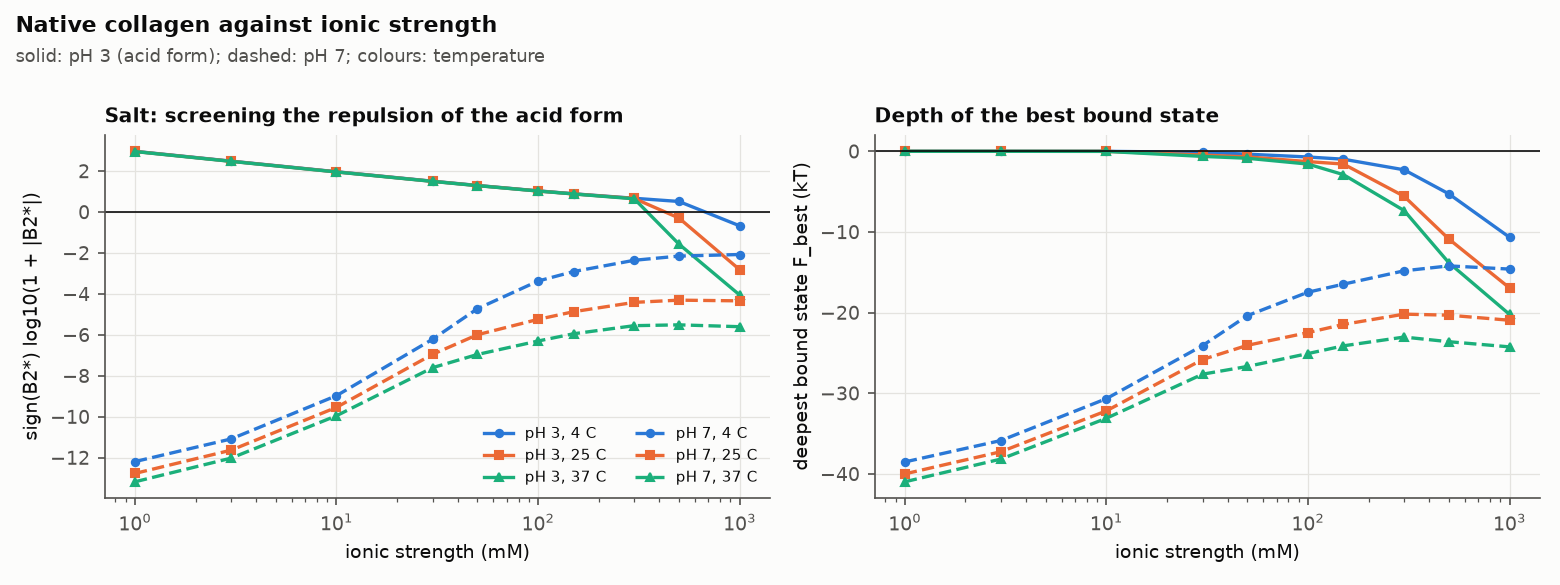 Native collagen against ionic strength
solid: pH 3 (acid form); dashed: pH 7; colours: temperature
Salt: screening the repulsion of the acid form
sign(B2*) log10(1 + |B2*|)
2
0
−2
−4
−6
−8
−10
−12
pH 3, 4 C
pH 3, 25 C
pH 3, 37 C
pH 7, 4 C
pH 7, 25 C
pH 7, 37 C
10⁰ 10¹ 10² 10³
ionic strength (mM)
Depth of the best bound state
deepest bound state F_best (kT)
0
−10
−20
−30
−40
10⁰ 10¹ 10² 10³
ionic strength (mM)